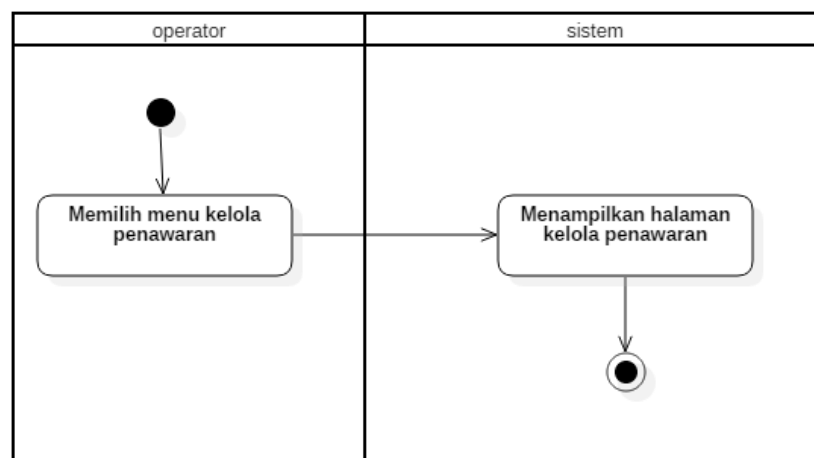 operator
sistem
Memilih menu kelola
penawaran
Menampilkan halaman
kelola penawaran